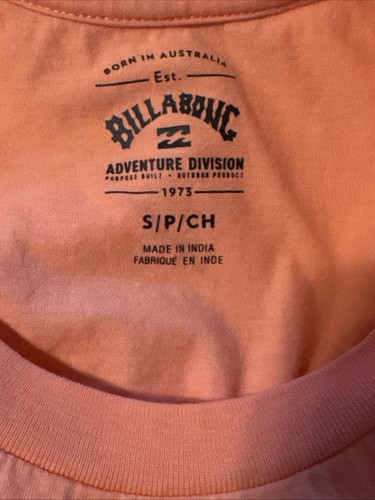 BORN IN AUSTRALIA
Est.
BILLABONG
ADVENTURE DIVISION
PURPOSE BUILT • OUTDOOR PRODUCT
1973
S/P/CH
MADE IN INDIA
FABRIQUÉ EN INDE